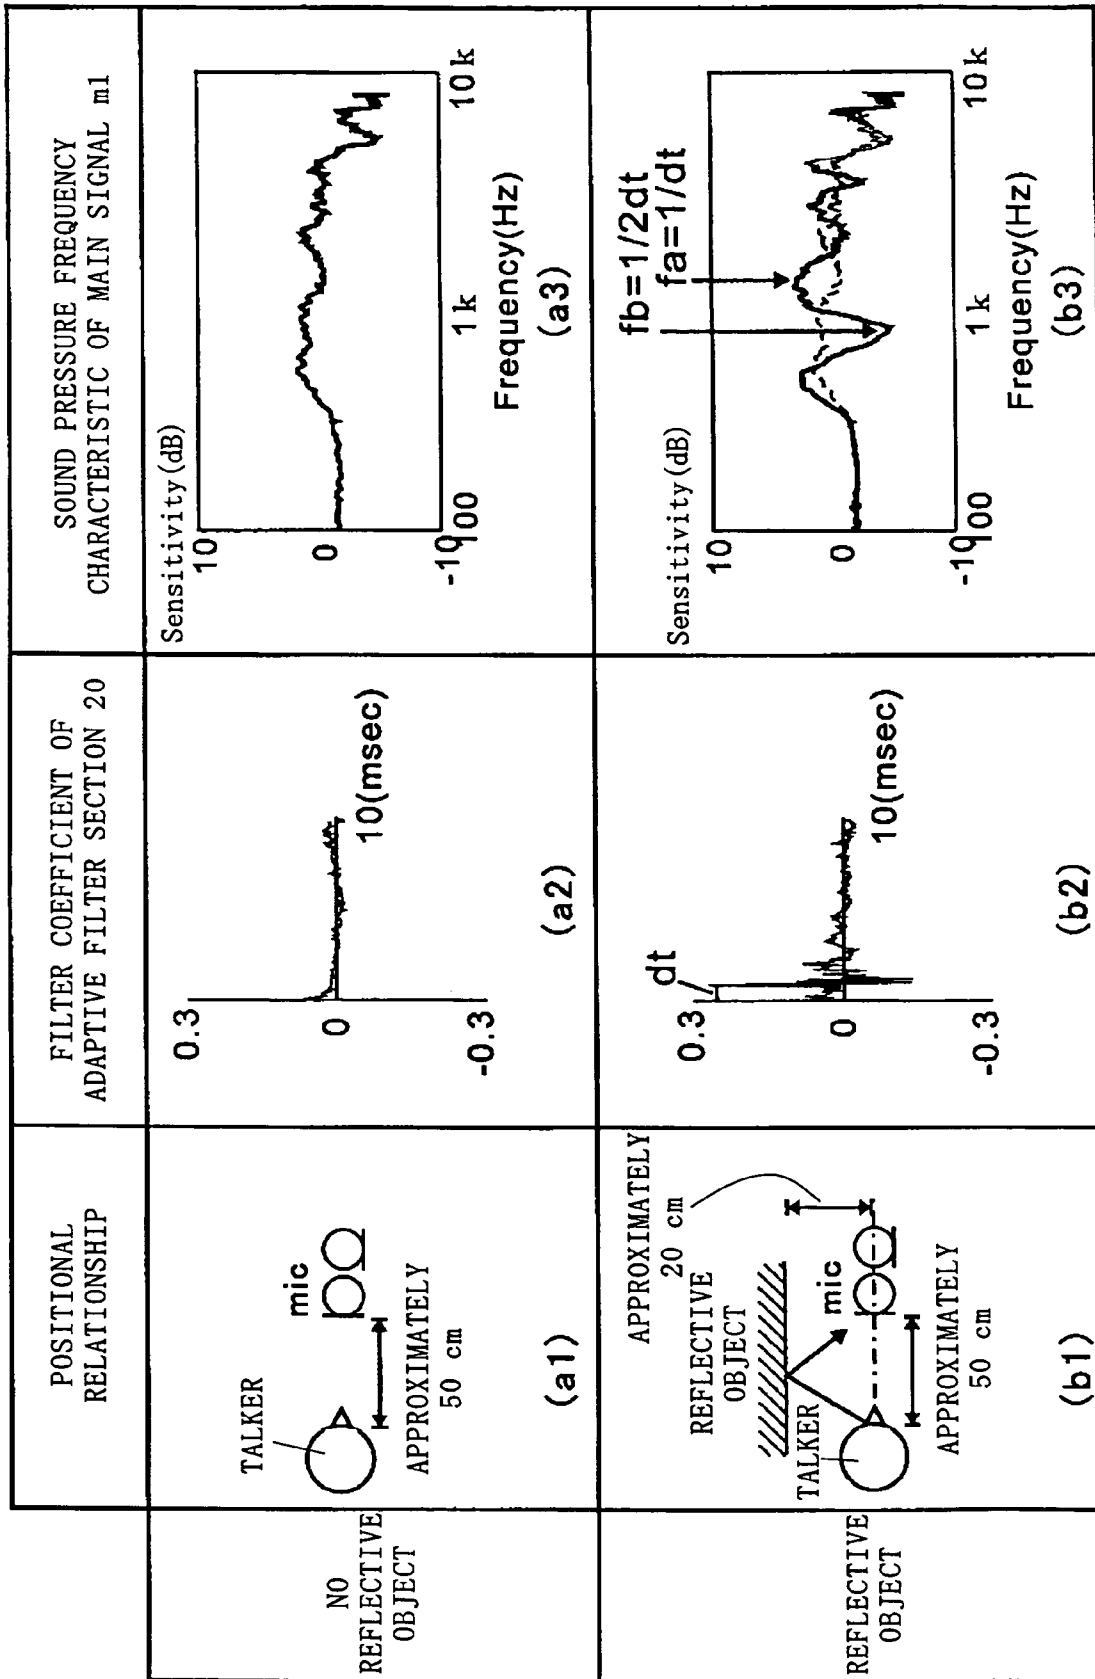 POSITIONAL
RELATIONSHIP
FILTER COEFFICIENT OF
ADAPTIVE FILTER SECTION 20
SOUND PRESSURE FREQUENCY
CHARACTERISTIC OF MAIN SIGNAL m1
NO
REFLECTIVE
OBJECT
TALKER
mic
APPROXIMATELY
50 cm
(a1)
0.3
0
-0.3
10(msec)
(a2)
Sensitivity(dB)
10
0
-10
100
1k
10k
Frequency(Hz)
(a3)
REFLECTIVE
OBJECT
APPROXIMATELY
20 cm
REFLECTIVE
OBJECT
mic
TALKER
APPROXIMATELY
50 cm
(b1)
dt
0.3
0
-0.3
10(msec)
(b2)
fb=1/2dt
fa=1/dt
Sensitivity(dB)
10
0
-10
100
1k
10k
Frequency(Hz)
(b3)